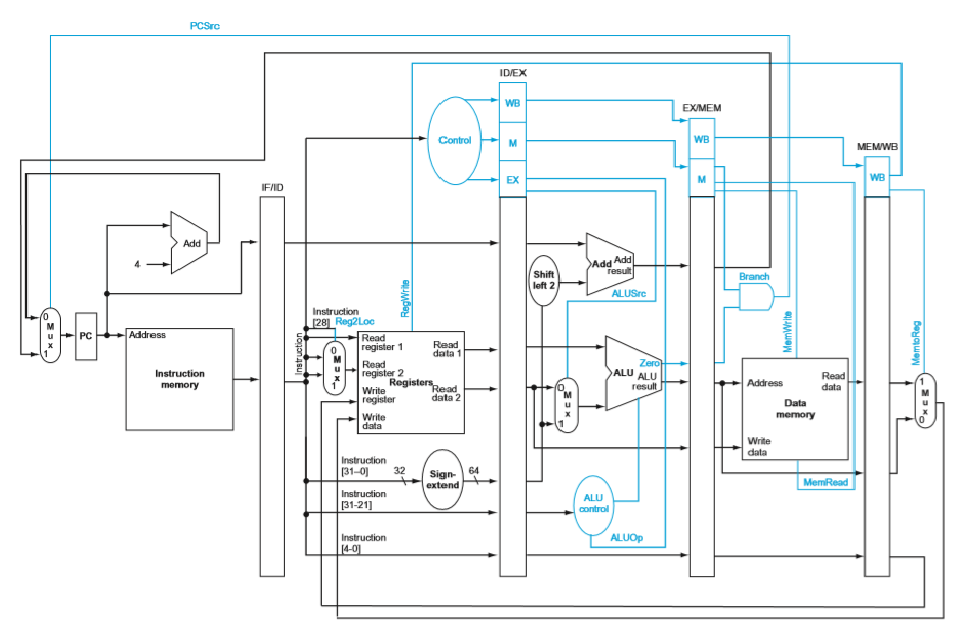 PCSrc
ID/EX
WB
EX/MEM
Control
M
WB
MEM/WB
EX
M
WB
IF/ID
Add
4
Add
Add
result
Shift
left 2
Branch
ALUSrc
RegWrite
MemWrite
MemtoReg
0
M
u
x
1
PC
Address
Instruction
memory
Instruction
Instruction
[28]
Reg2Loc
0
M
u
x
1
Read
register 1
Read
register 2
Write
register
Write
data
Registers
Read
data 1
Read
data 2
0
M
u
x
1
Zero
ALU
ALU
result
Address
Read
data
Data
memory
Write
data
1
M
u
x
0
MemRead
Instruction
[31–0]
32
Sign-
extend
64
Instruction
[31-21]
ALU
control
ALUOp
Instruction
[4-0]